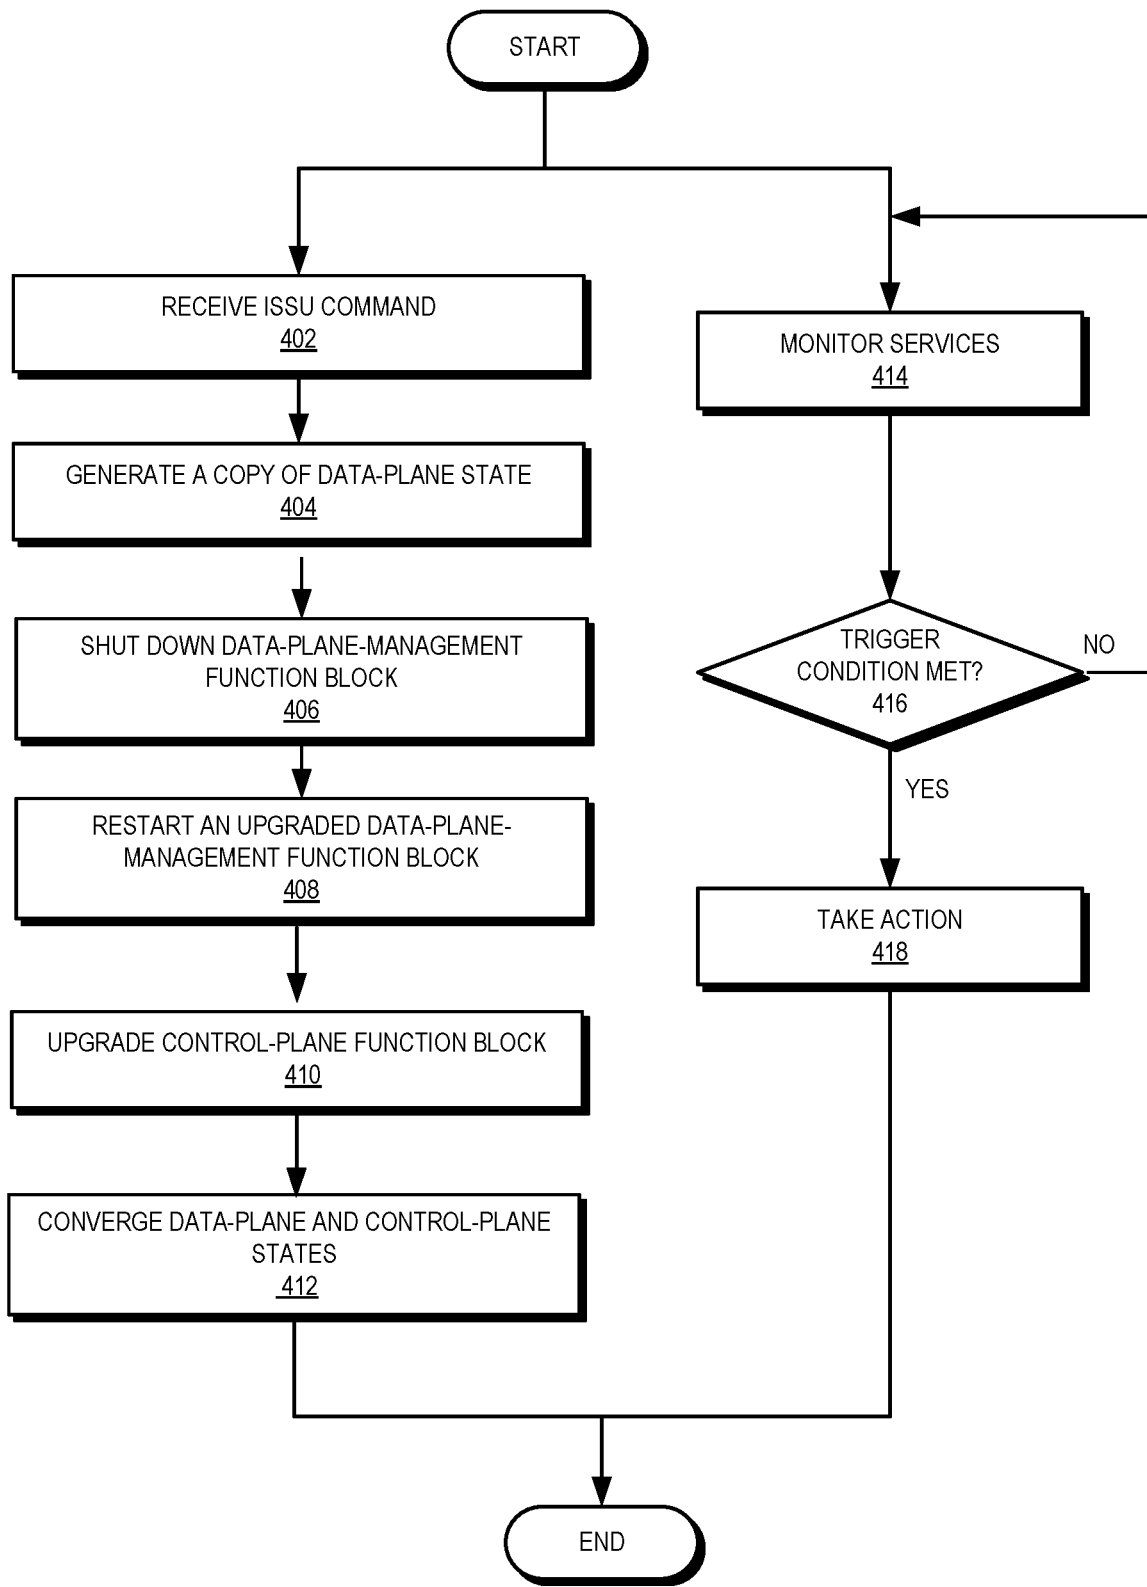 START
RECEIVE ISSU COMMAND
402
GENERATE A COPY OF DATA-PLANE STATE
404
SHUT DOWN DATA-PLANE-MANAGEMENT
FUNCTION BLOCK
406
RESTART AN UPGRADED DATA-PLANE-
MANAGEMENT FUNCTION BLOCK
408
UPGRADE CONTROL-PLANE FUNCTION BLOCK
410
CONVERGE DATA-PLANE AND CONTROL-PLANE
STATES
412
MONITOR SERVICES
414
TRIGGER
CONDITION MET?
416
NO
YES
TAKE ACTION
418
END